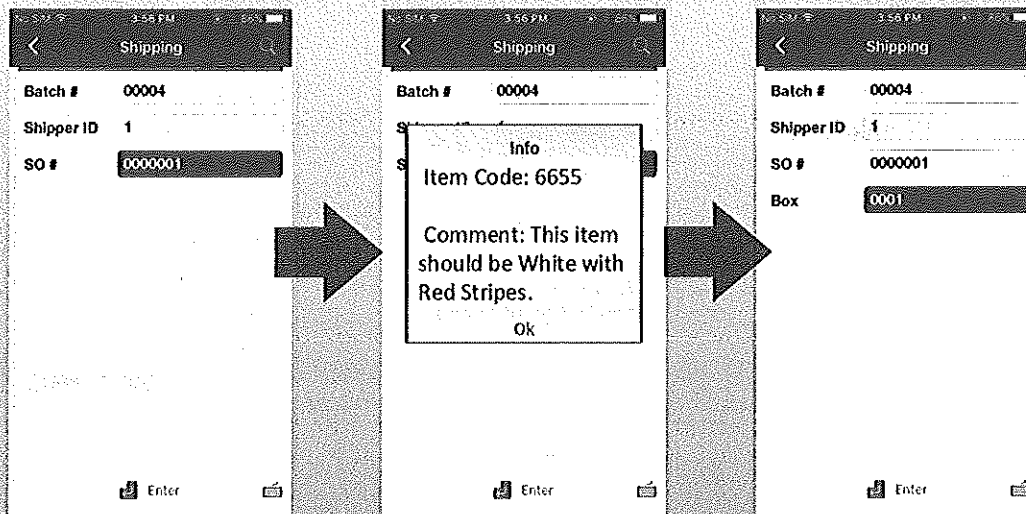 3:56 PM
Shipping
Batch # 00004
Shipper ID 1
SO # 0000001
Enter
3:56 PM
Shipping
Batch # 00004
Info
Item Code: 6655
Comment: This item
should be White with
Red Stripes.
Ok
Enter
3:56 PM
Shipping
Batch # 00004
Shipper ID 1
SO # 0000001
Box 0001
Enter